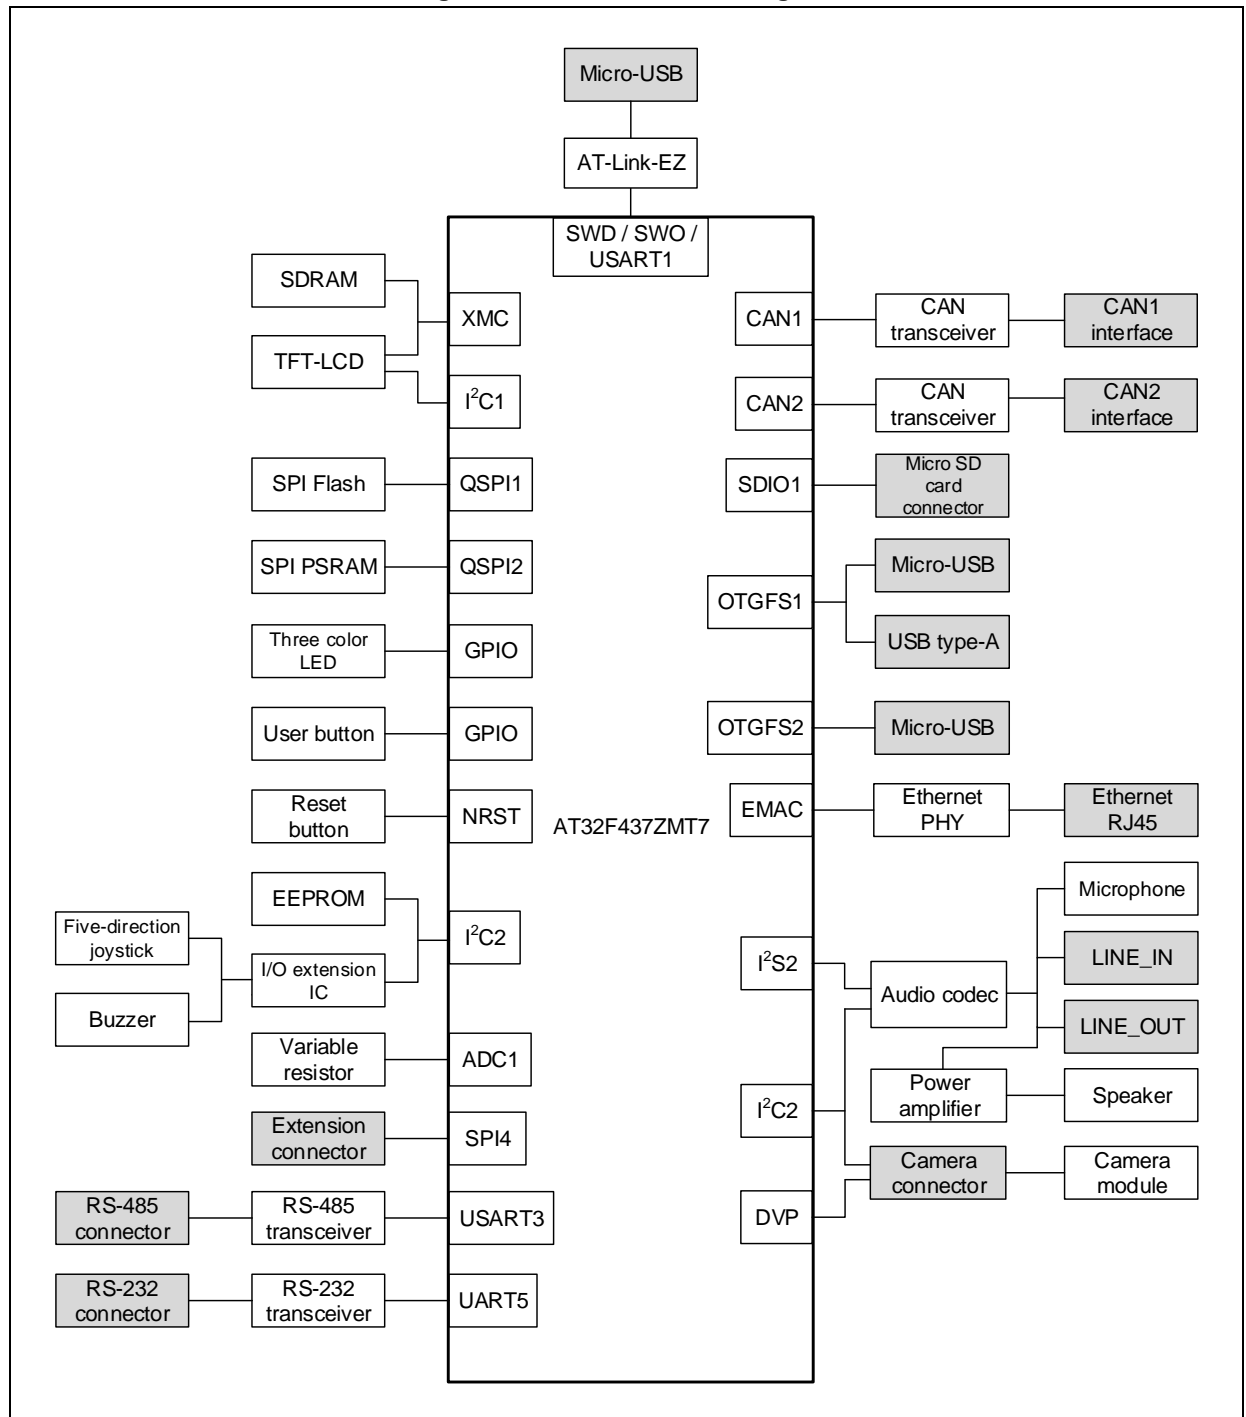 Micro-USB
AT-Link-EZ
SWD / SWO /
USART1
SDRAM
TFT-LCD
XMC
I²C1
SPI Flash
QSPI1
SPI PSRAM
QSPI2
Three color
LED
GPIO
User button
GPIO
Reset
button
NRST
AT32F437ZMT7
EEPROM
Five-direction
joystick
I/O extension
IC
Buzzer
I²C2
Variable
resistor
ADC1
Extension
connector
SPI4
RS-485
connector
RS-485
transceiver
USART3
RS-232
connector
RS-232
transceiver
UART5
CAN1
CAN
transceiver
CAN1
interface
CAN2
CAN
transceiver
CAN2
interface
SDIO1
Micro SD
card
connector
OTGFS1
Micro-USB
USB type-A
OTGFS2
Micro-USB
EMAC
Ethernet
PHY
Ethernet
RJ45
I²S2
Audio codec
Microphone
LINE_IN
LINE_OUT
Power
amplifier
Speaker
I²C2
Camera
connector
Camera
module
DVP